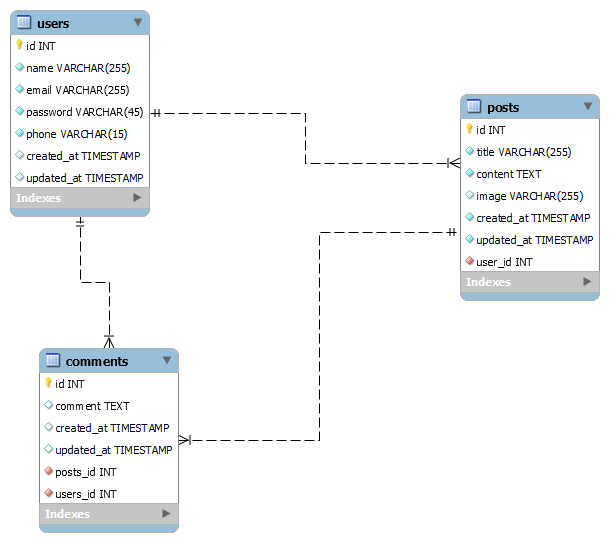 users
id INT
name VARCHAR(255)
email VARCHAR(255)
password VARCHAR(45)
phone VARCHAR(15)
created_at TIMESTAMP
updated_at TIMESTAMP
Indexes
posts
id INT
title VARCHAR(255)
content TEXT
image VARCHAR(255)
created_at TIMESTAMP
updated_at TIMESTAMP
user_id INT
Indexes
comments
id INT
comment TEXT
created_at TIMESTAMP
updated_at TIMESTAMP
posts_id INT
users_id INT
Indexes